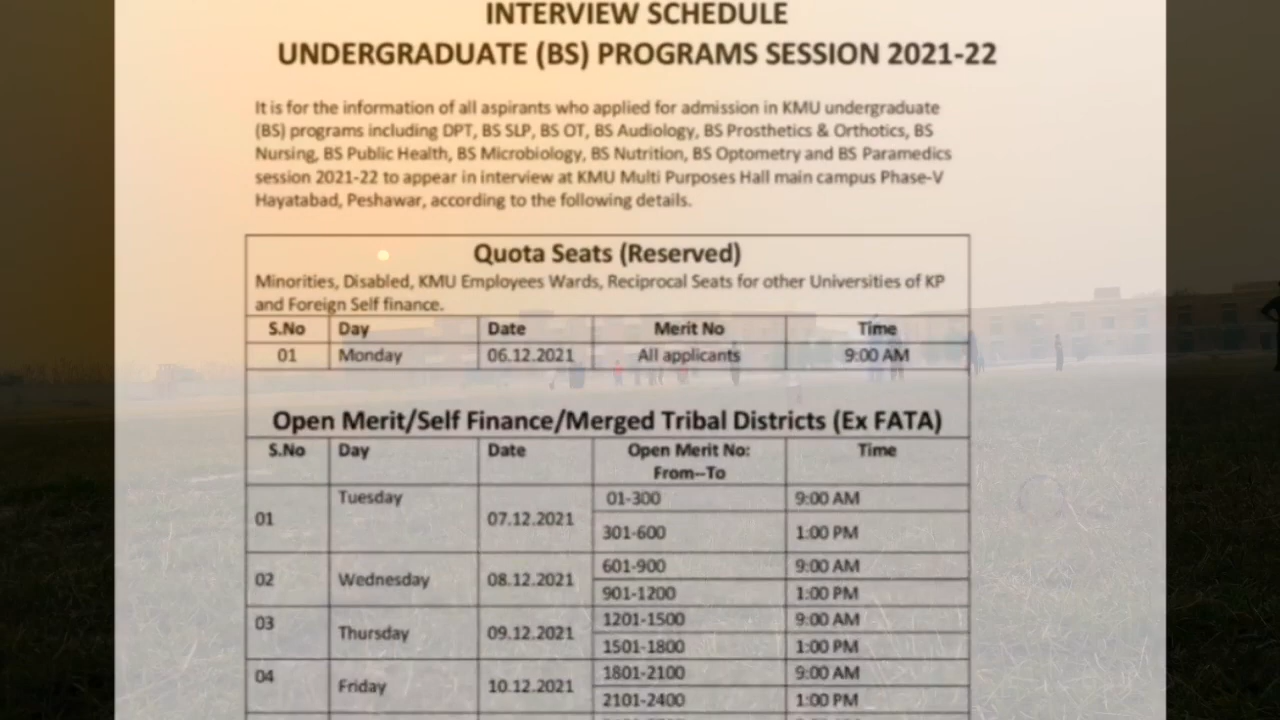 INTERVIEW SCHEDULE
UNDERGRADUATE (BS) PROGRAMS SESSION 2021-22
It is for the information of all aspirants who applied for admission in KMU undergraduate
(BS) programs including DPT, BS SLP, BS OT, BS Audiology, BS Prosthetics & Orthotics, BS
Nursing, BS Public Health, BS Microbiology, BS Nutrition, BS Optometry and BS Paramedics
session 2021-22 to appear in interview at KMU Multi Purposes Hall main campus Phase-V
Hayatabad, Peshawar, according to the following details.
Quota Seats (Reserved)
Minorities, Disabled, KMU Employees Wards, Reciprocal Seats for other Universities of KP
and Foreign Self finance.
S.No Day Date Merit No Time
01 Monday 06.12.2021 All applicants 9:00 AM
Open Merit/Self Finance/Merged Tribal Districts (Ex FATA)
S.No Day Date Open Merit No: Time
From--To
01 Tuesday 07.12.2021 01-300 9:00 AM
301-600 1:00 PM
02 Wednesday 08.12.2021 601-900 9:00 AM
901-1200 1:00 PM
03 Thursday 09.12.2021 1201-1500 9:00 AM
1501-1800 1:00 PM
04 Friday 10.12.2021 1801-2100 9:00 AM
2101-2400 1:00 PM